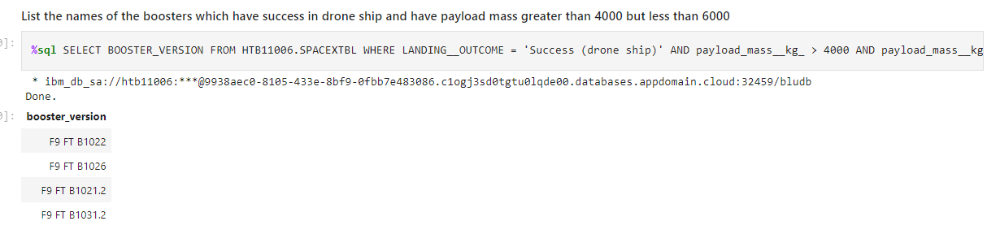 List the names of the boosters which have success in drone ship and have payload mass greater than 4000 but less than 6000
0]:
%sql SELECT BOOSTER_VERSION FROM HTB11006.SPACEXTBL WHERE LANDING__OUTCOME = 'Success (drone ship)' AND payload_mass__kg_ > 4000 AND payload_mass__kg
* ibm_db_sa://htb11006:***@9938aec0-8105-433e-8bf9-0fbb7e483086.c1ogj3sd0tgtu0lqde00.databases.appdomain.cloud:32459/bludb
Done.
0]:
booster_version
F9 FT B1022
F9 FT B1026
F9 FT B1021.2
F9 FT B1031.2